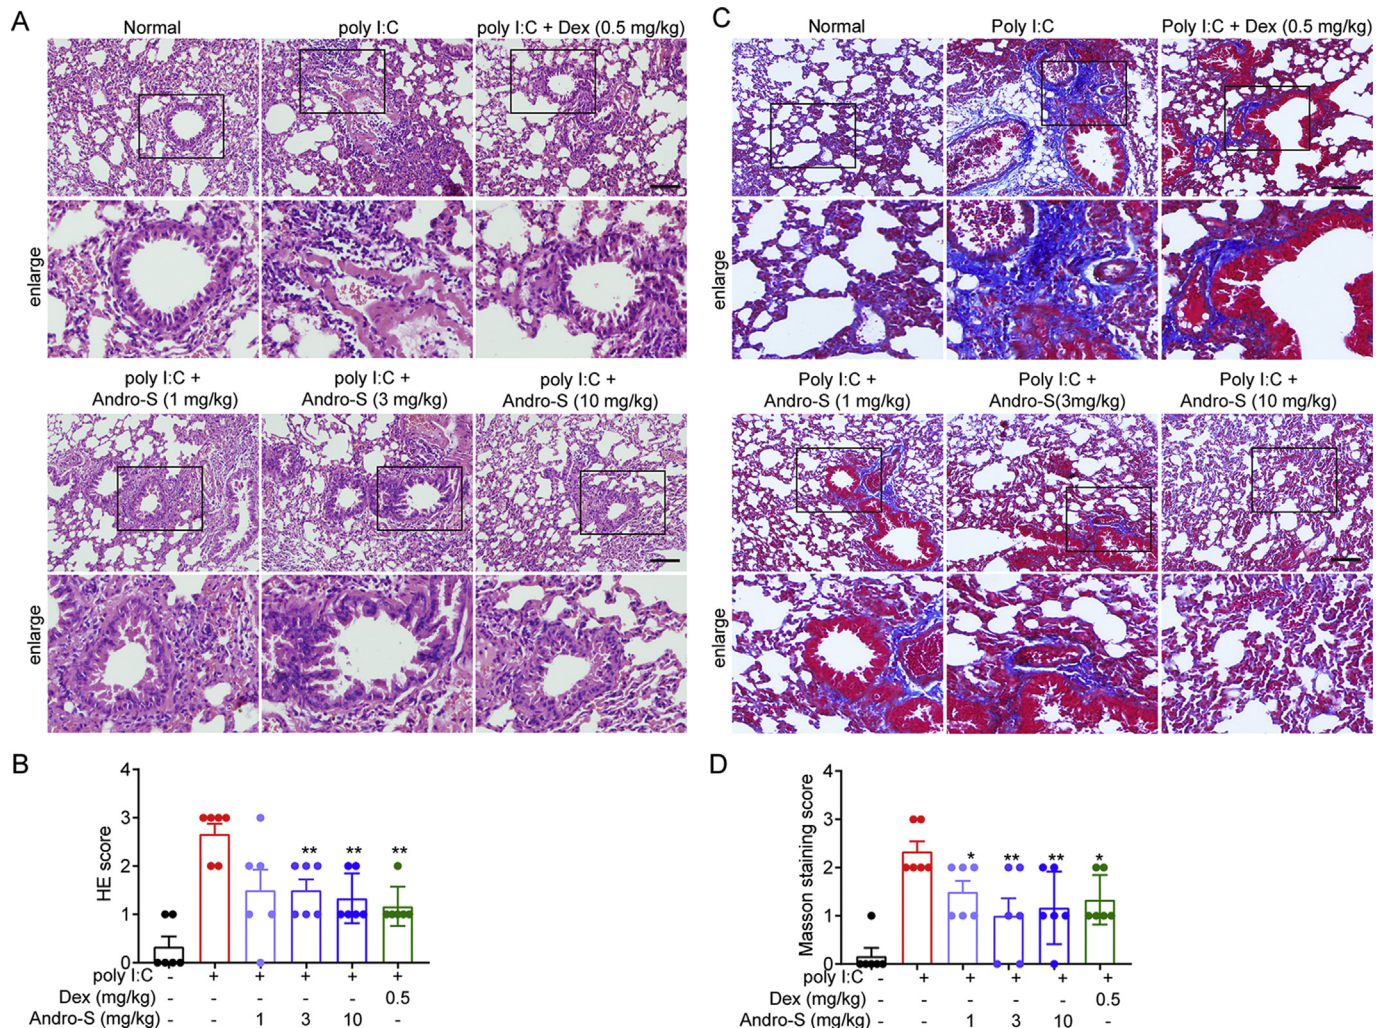 A
Normal
poly I:C
poly I:C + Dex (0.5 mg/kg)
enlarge
poly I:C +
Andro-S (1 mg/kg)
poly I:C +
Andro-S (3 mg/kg)
poly I:C +
Andro-S (10 mg/kg)
enlarge
C
Normal
Poly I:C
Poly I:C + Dex (0.5 mg/kg)
enlarge
Poly I:C +
Andro-S (1 mg/kg)
Poly I:C +
Andro-S(3mg/kg)
Poly I:C +
Andro-S (10 mg/kg)
enlarge
B
HE score
4
3
2
1
0
** ** **
poly I:C - + + + + +
Dex (mg/kg) - - - - - 0.5
Andro-S (mg/kg) - - 1 3 10 -
D
Masson staining score
4
3
2
1
0
* ** ** *
poly I:C - + + + + +
Dex (mg/kg) - - - - - 0.5
Andro-S (mg/kg) - - 1 3 10 -